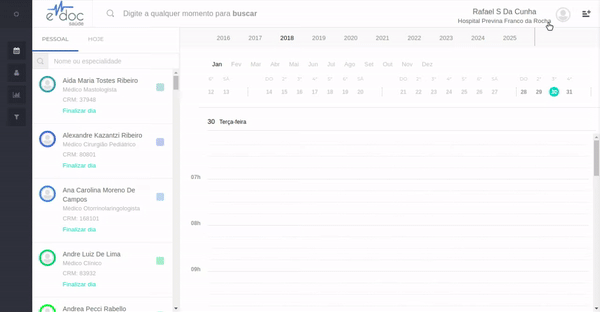 e doc
saúde
Digite a qualquer momento para buscar
Rafael S Da Cunha
Hospital Previna Franco da Rocha
PESSOAL
HOJE
Nome ou especialidade
Aida Maria Tostes Ribeiro
Médico Mastologista
CRM: 37948
Finalizar dia
Alexandre Kazantzi Ribeiro
Médico Cirurgião Pediátrico
CRM: 80801
Finalizar dia
Ana Carolina Moreno De
Campos
Médico Otorrinolaringologista
CRM: 168101
Finalizar dia
Andre Luiz De Lima
Médico Clínico
CRM: 83932
Finalizar dia
Andrea Pecci Rabello
2016 2017 2018 2019 2020 2021 2022 2023 2024 2025
Jan Fev Mar Abr Mai Jun Jul Ago Set Out Nov Dez
12 13 14 15 16 17 18 19 20 21 22 23 24 25 26 27 28 29 30 31
30 Terça-feira
07h
08h
09h